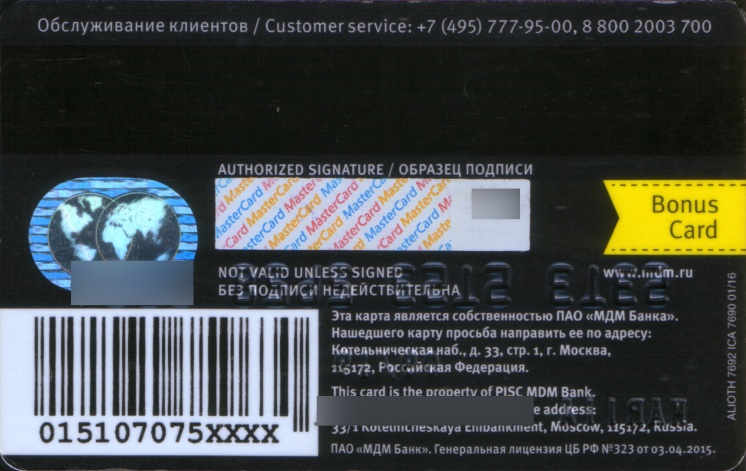 Обслуживание клиентов / Customer service: +7 (495) 777-95-00, 8 800 2003 700
AUTHORIZED SIGNATURE / ОБРАЗЕЦ ПОДПИСИ
Bonus
Card
NOT VALID UNLESS SIGNED
БЕЗ ПОДПИСИ НЕДЕЙСТВИТЕЛЬНА
www.mdm.ru
Эта карта является собственностью ПАО «МДМ Банка».
Нашедшего карту просьба направить ее по адресу:
Котельническая наб., д. 33, стр. 1, г. Москва,
115172, Российская Федерация.
This card is the property of PJSC MDM Bank.
e address:
33/1 Kotelnicheskaya Embankment, Moscow, 115172, Russia.
ПАО «МДМ Банк». Генеральная лицензия ЦБ РФ №323 от 03.04.2015.
015107075XXXX
ALIOTH 7692 ICA 7690 01/16